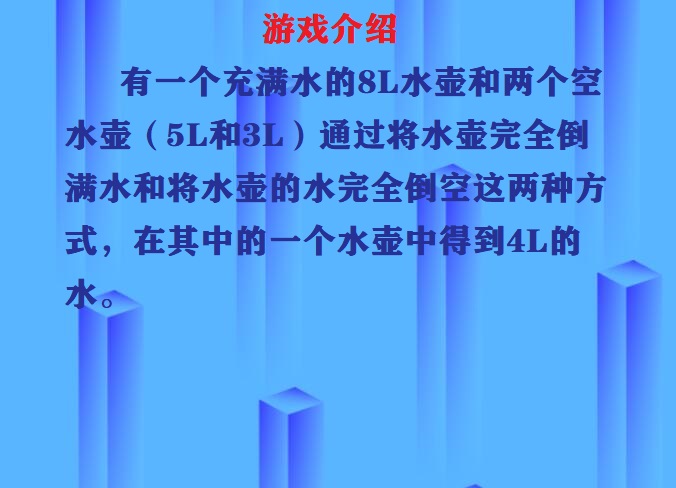 游戏介绍
有一个充满水的8L水壶和两个空
水壶（5L和3L）通过将水壶完全倒
满水和将水壶的水完全倒空这两种方
式，在其中的一个水壶中得到4L的
水。